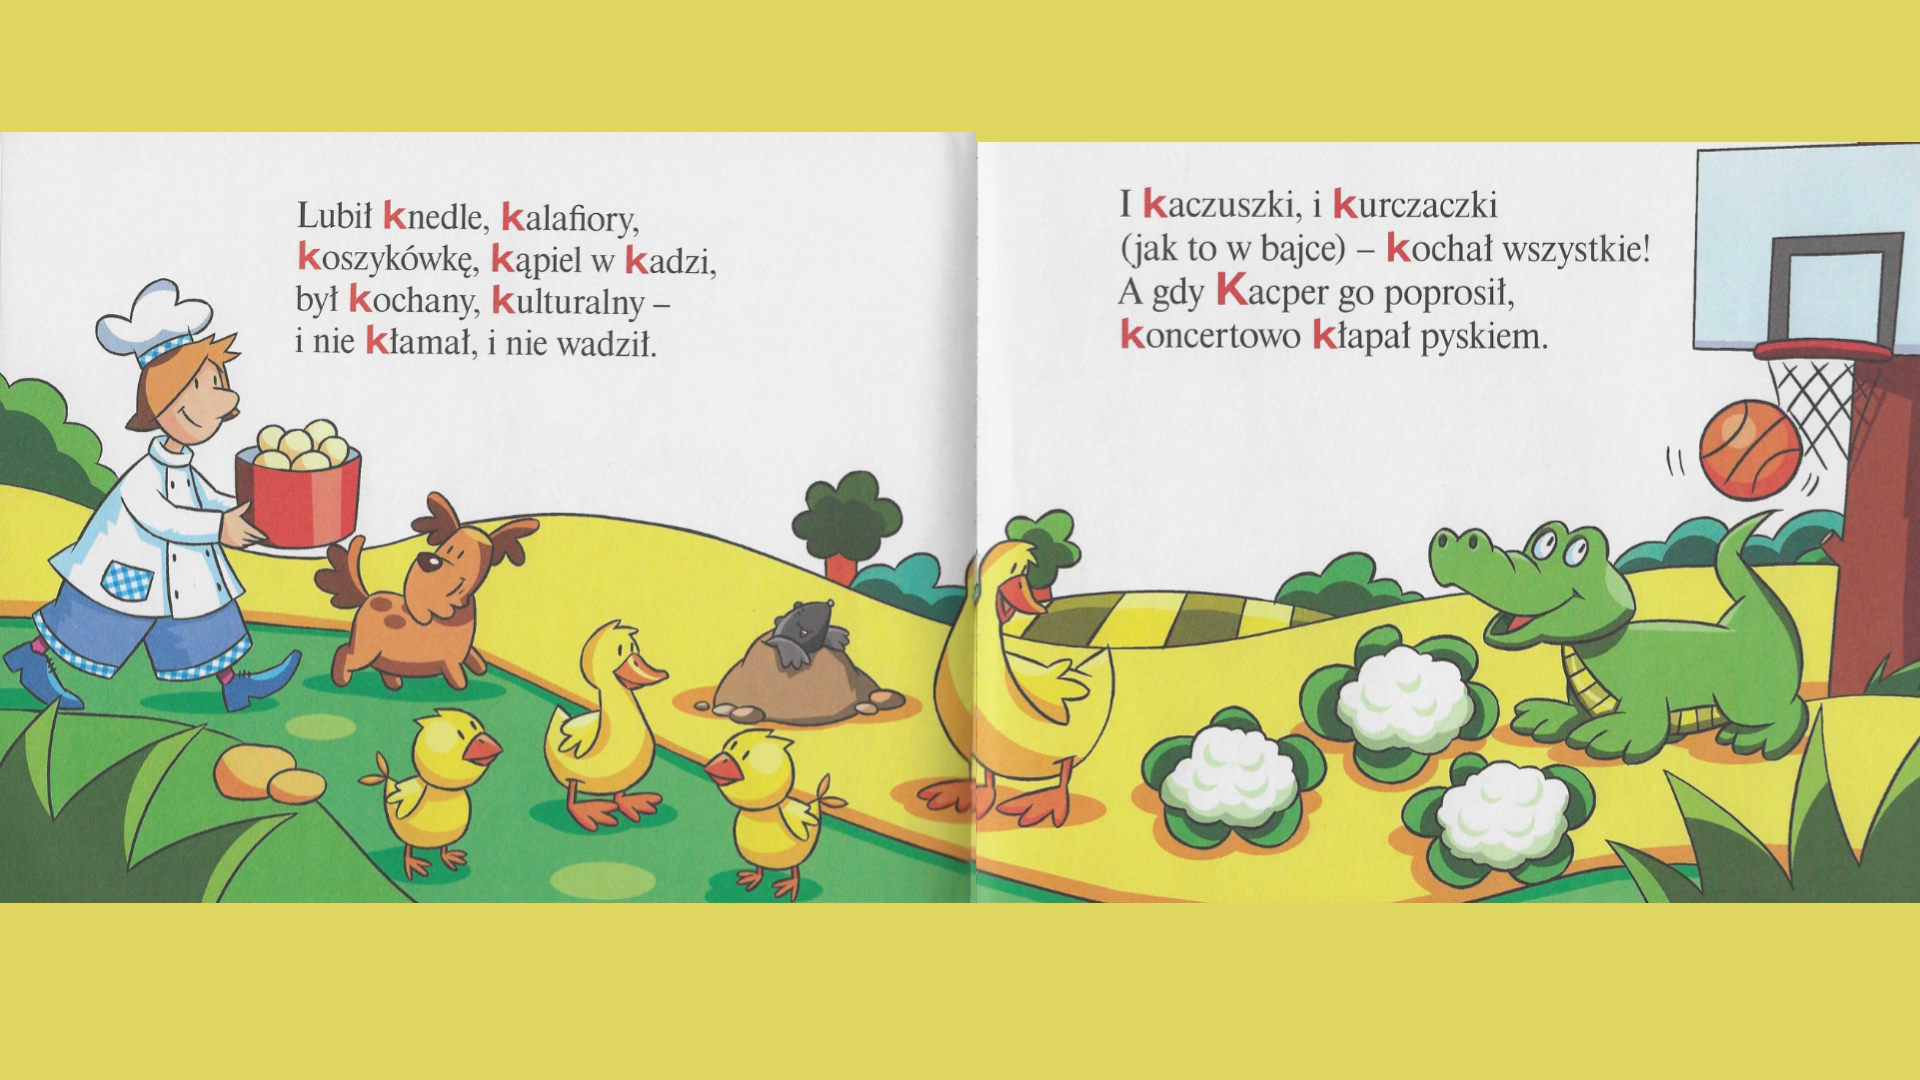 Lubił knedle, kalafiory,
koszykówkę, kąpiel w kadzi,
był kochany, kulturalny –
i nie kłamał, i nie wadził.
I kaczuszki, i kurczaczki
(jak to w bajce) – kochał wszystkie!
A gdy Kacper go poprosił,
koncertowo kłapał pyskiem.